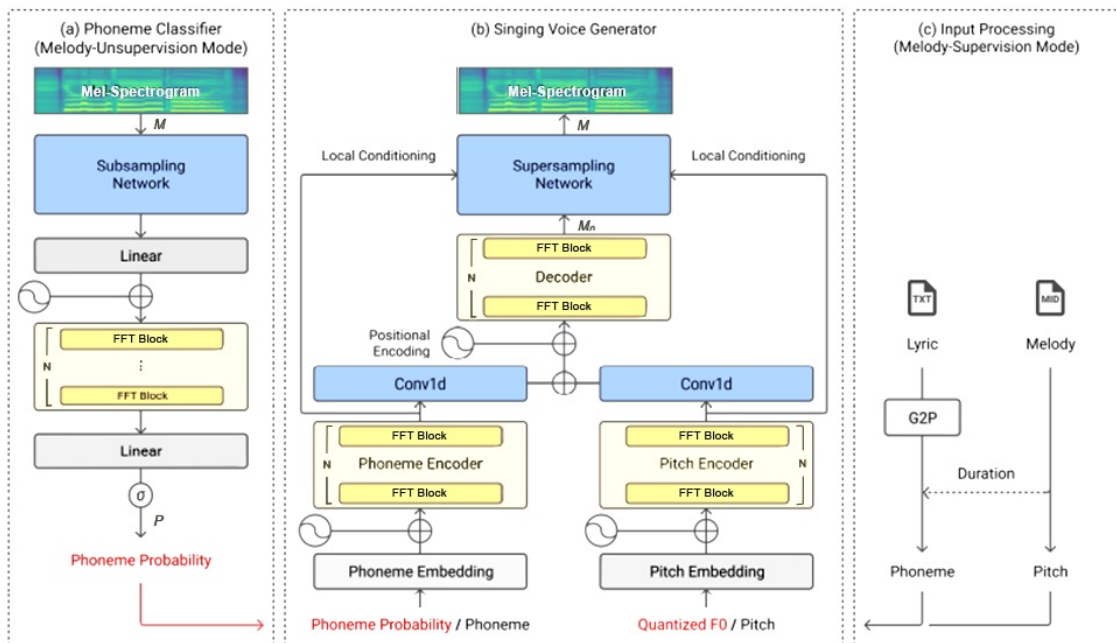 (a) Phoneme Classifier
(Melody-Unsupervision Mode)
Mel-Spectrogram
M
Subsampling
Network
Linear
FFT Block
⋮
N
FFT Block
Linear
σ
P
Phoneme Probability
(b) Singing Voice Generator
Mel-Spectrogram
M
Local Conditioning
Local Conditioning
Supersampling
Network
M₀
FFT Block
N
Decoder
FFT Block
Positional
Encoding
Conv1d
Conv1d
FFT Block
N
Phoneme Encoder
FFT Block
FFT Block
Pitch Encoder
N
FFT Block
Phoneme Embedding
Pitch Embedding
Phoneme Probability / Phoneme
Quantized F0 / Pitch
(c) Input Processing
(Melody-Supervision Mode)
TXT
MID
Lyric
Melody
G2P
Duration
Phoneme
Pitch